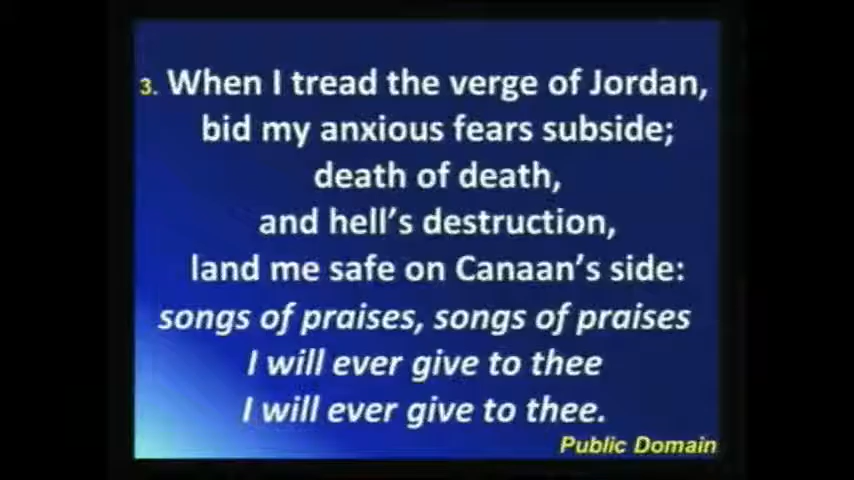 3. When I tread the verge of Jordan,
bid my anxious fears subside;
death of death,
and hell's destruction,
land me safe on Canaan's side:
songs of praises, songs of praises
I will ever give to thee
I will ever give to thee.
Public Domain